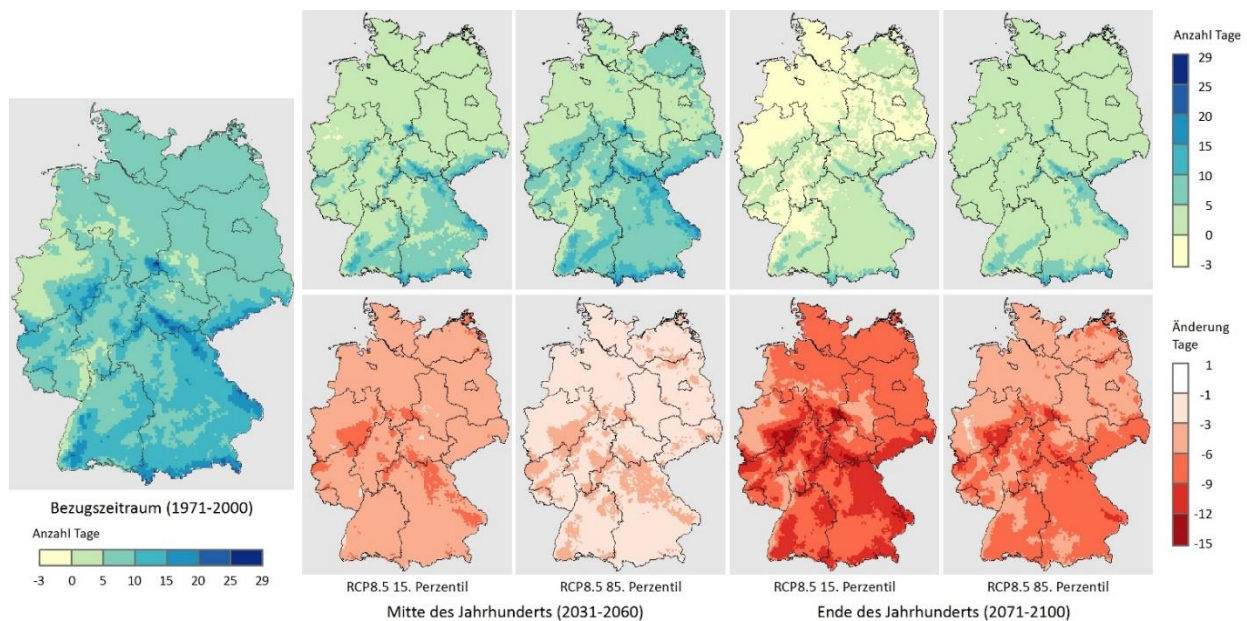 Bezugszeitraum (1971-2000)
Anzahl Tage
-3 0 5 10 15 20 25 29
RCP8.5 15. Perzentil
RCP8.5 85. Perzentil
RCP8.5 15. Perzentil
RCP8.5 85. Perzentil
Mitte des Jahrhunderts (2031-2060)
Ende des Jahrhunderts (2071-2100)
Anzahl Tage
29
25
20
15
10
5
0
-3
Änderung
Tage
1
-1
-3
-6
-9
-12
-15